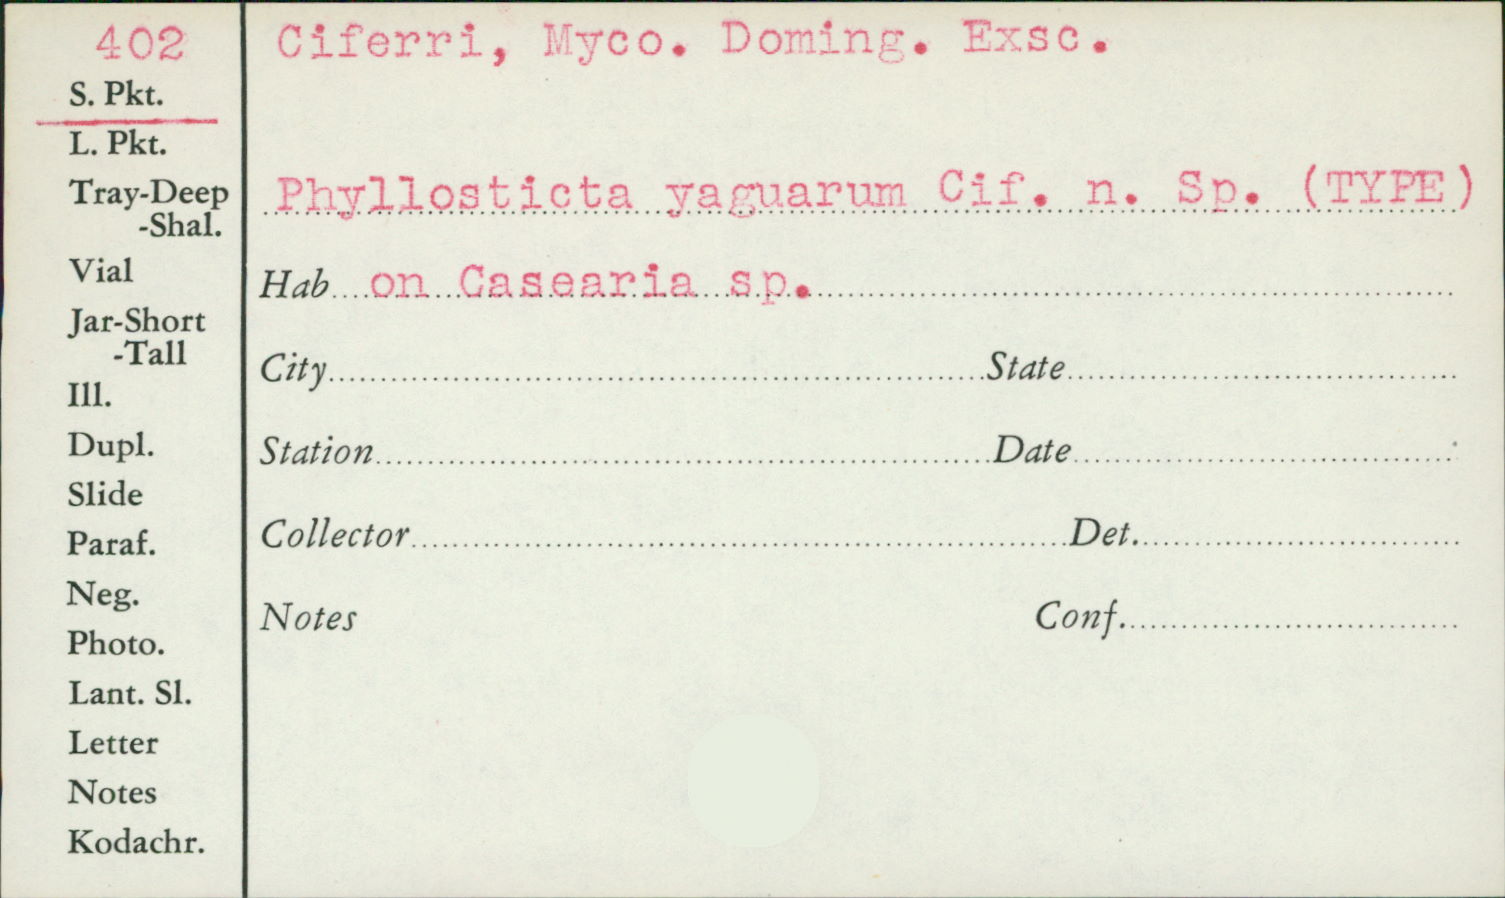 402
S. Pkt.
L. Pkt.
Tray-Deep
-Shal.
Vial
Jar-Short
-Tall
Ill.
Dupl.
Slide
Paraf.
Neg.
Photo.
Lant. Sl.
Letter
Notes
Kodachr.
Ciferri, Myco. Doming. Exsc.
Phyllosticta yaguarum Cif. n. Sp. (TYPE)
Hab on Casearia sp.
City State
Station Date
Collector Det.
Notes Conf.